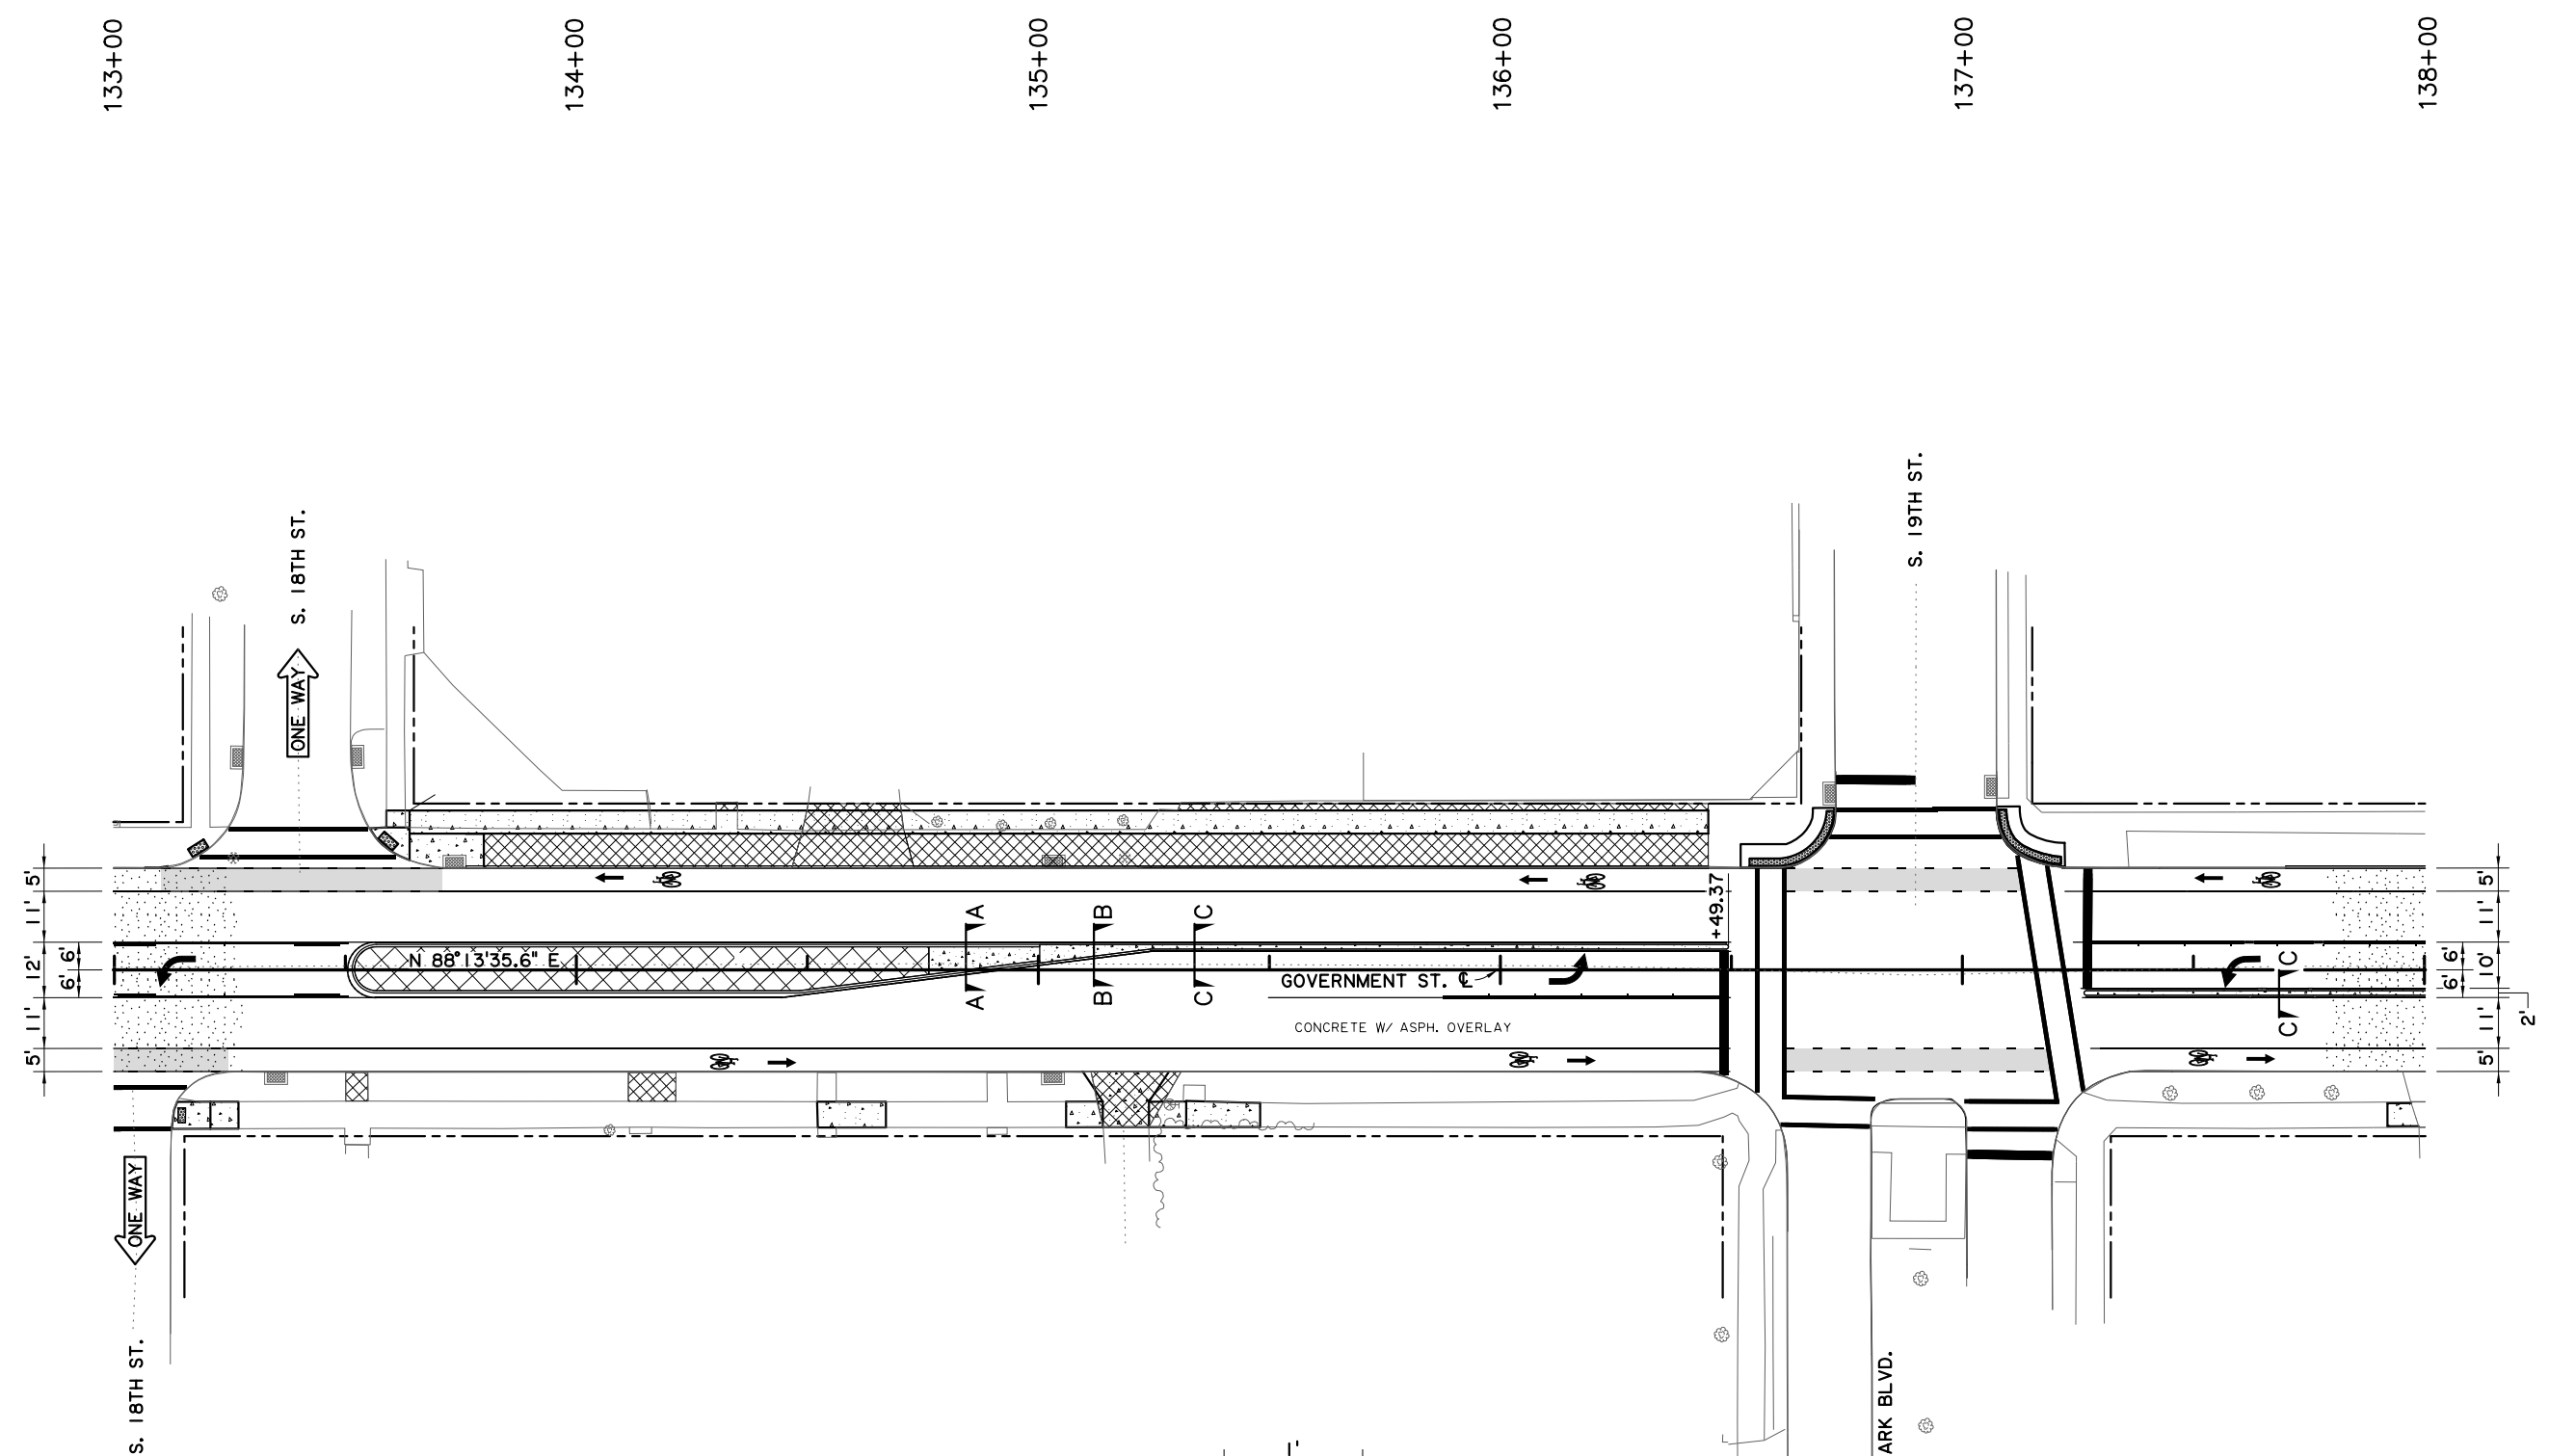 133+00
134+00
135+00
136+00
137+00
138+00
S. 18TH ST.
ONE WAY
S. 19TH ST.
5'
11'
12'
6'
6'
11'
5'
N 88°13'35.6" E
A
A
B
B
C
C
+49.37
GOVERNMENT ST. ℄
CONCRETE W/ ASPH. OVERLAY
C
C
5'
11'
6'
10'
6'
11'
2'
5'
ONE WAY
S. 18TH ST.
ARK BLVD.
1'